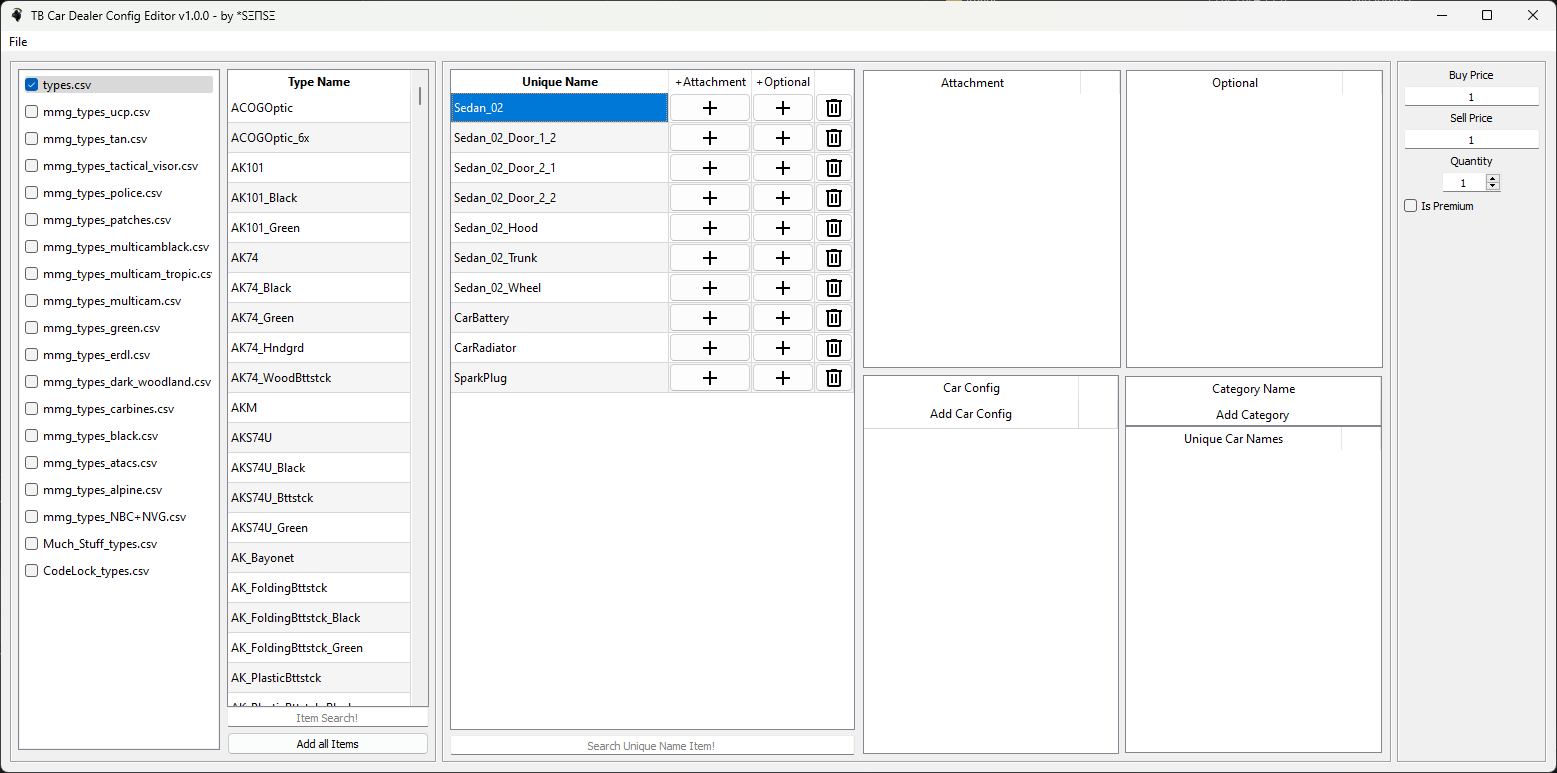 TB Car Dealer Config Editor v1.0.0 - by *SΞПSΞ
File
types.csv
mmg_types_ucp.csv
mmg_types_tan.csv
mmg_types_tactical_visor.csv
mmg_types_police.csv
mmg_types_patches.csv
mmg_types_multicamblack.csv
mmg_types_multicam_tropic.cs
mmg_types_multicam.csv
mmg_types_green.csv
mmg_types_erdl.csv
mmg_types_dark_woodland.csv
mmg_types_carbines.csv
mmg_types_black.csv
mmg_types_atacs.csv
mmg_types_alpine.csv
mmg_types_NBC+NVG.csv
Much_Stuff_types.csv
CodeLock_types.csv
Type Name
ACOGOptic
ACOGOptic_6x
AK101
AK101_Black
AK101_Green
AK74
AK74_Black
AK74_Green
AK74_Hndgrd
AK74_WoodBttstck
AKM
AKS74U
AKS74U_Black
AKS74U_Bttstck
AKS74U_Green
AK_Bayonet
AK_FoldingBttstck
AK_FoldingBttstck_Black
AK_FoldingBttstck_Green
AK_PlasticBttstck
Item Search!
Add all Items
Unique Name +Attachment +Optional
Sedan_02
Sedan_02_Door_1_2
Sedan_02_Door_2_1
Sedan_02_Door_2_2
Sedan_02_Hood
Sedan_02_Trunk
Sedan_02_Wheel
CarBattery
CarRadiator
SparkPlug
Search Unique Name Item!
Attachment
Optional
Car Config
Add Car Config
Category Name
Add Category
Unique Car Names
Buy Price
1
Sell Price
1
Quantity
1
Is Premium